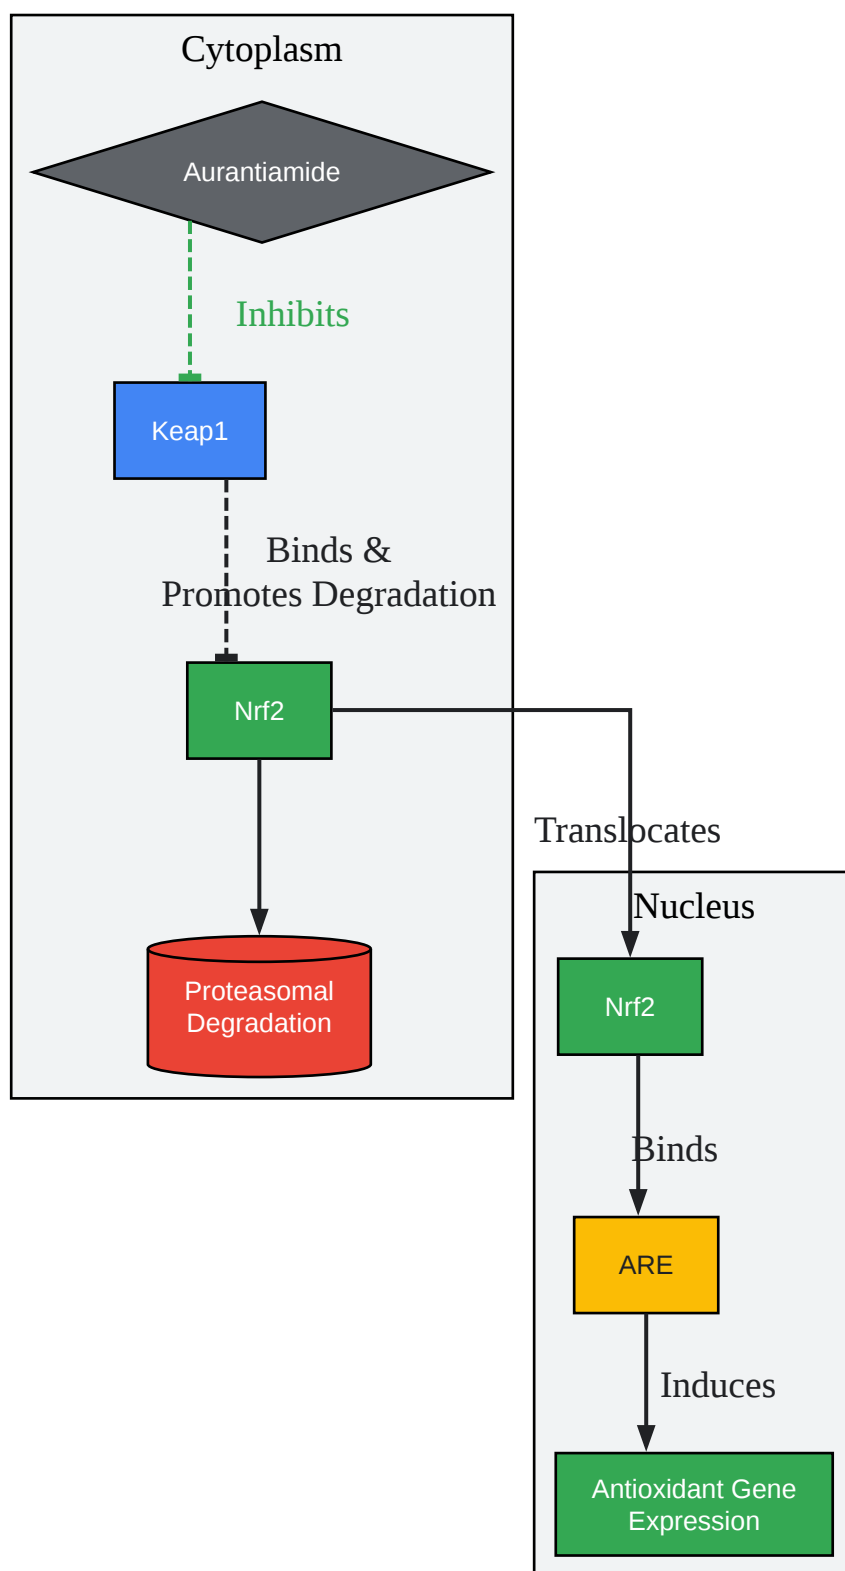 Cytoplasm
Aurantiamide
Inhibits
Keap1
Binds &
Promotes Degradation
Nrf2
Translocates
Nucleus
Proteasomal
Degradation
Nrf2
Binds
ARE
Induces
Antioxidant Gene
Expression